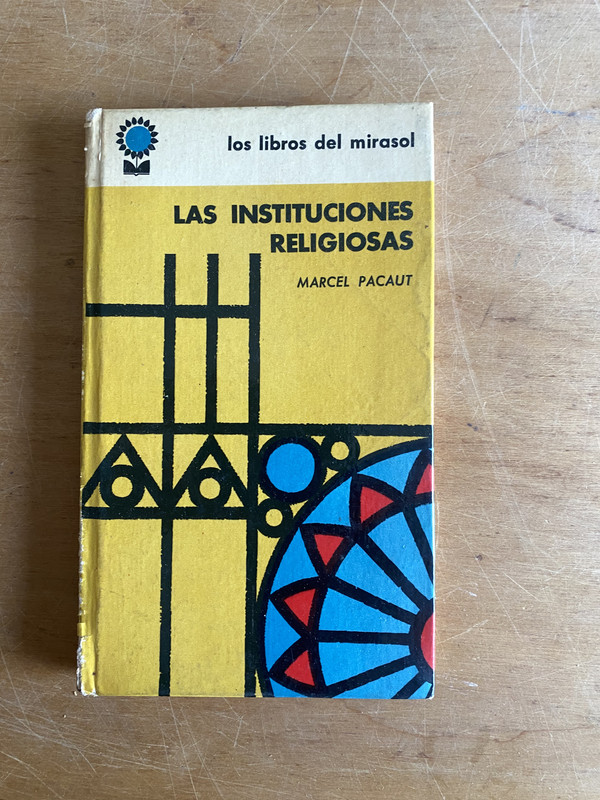 los libros del mirasol
LAS INSTITUCIONES
RELIGIOSAS
MARCEL PACAUT